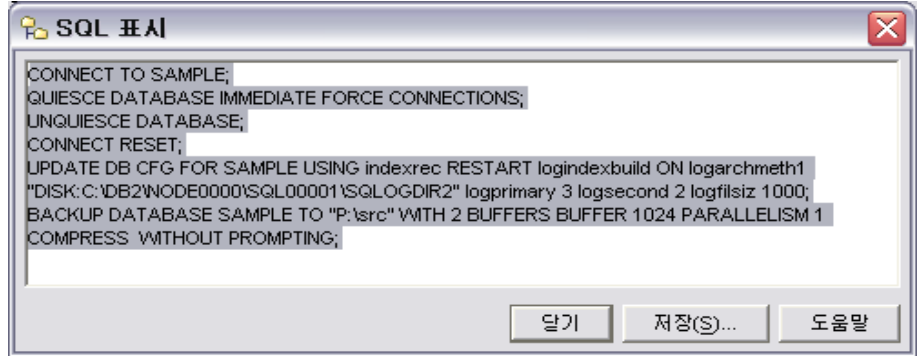 SQL 표시
CONNECT TO SAMPLE;
QUIESCE DATABASE IMMEDIATE FORCE CONNECTIONS;
UNQUIESCE DATABASE;
CONNECT RESET;
UPDATE DB CFG FOR SAMPLE USING indexrec RESTART logindexbuild ON logarchmeth1
"DISK:C:\DB2\NODE0000\SQL00001\SQLOGDIR2" logprimary 3 logsecond 2 logfilsiz 1000;
BACKUP DATABASE SAMPLE TO "P:\src" WITH 2 BUFFERS BUFFER 1024 PARALLELISM 1
COMPRESS WITHOUT PROMPTING;
닫기 저장(S)... 도움말